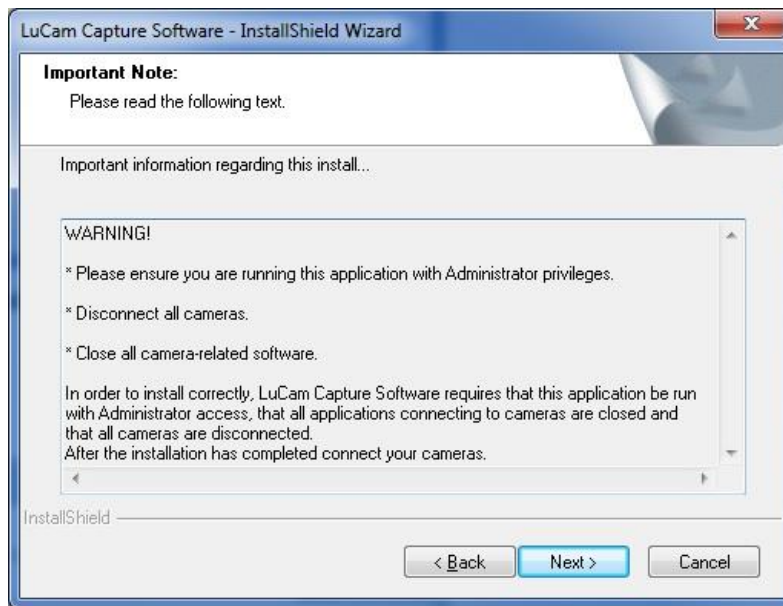 LuCam Capture Software - InstallShield Wizard
Important Note:
Please read the following text.
Important information regarding this install...
WARNING!
* Please ensure you are running this application with Administrator privileges.
* Disconnect all cameras.
* Close all camera-related software.
In order to install correctly, LuCam Capture Software requires that this application be run
with Administrator access, that all applications connecting to cameras are closed and
that all cameras are disconnected.
After the installation has completed connect your cameras.
InstallShield
< Back
Next >
Cancel